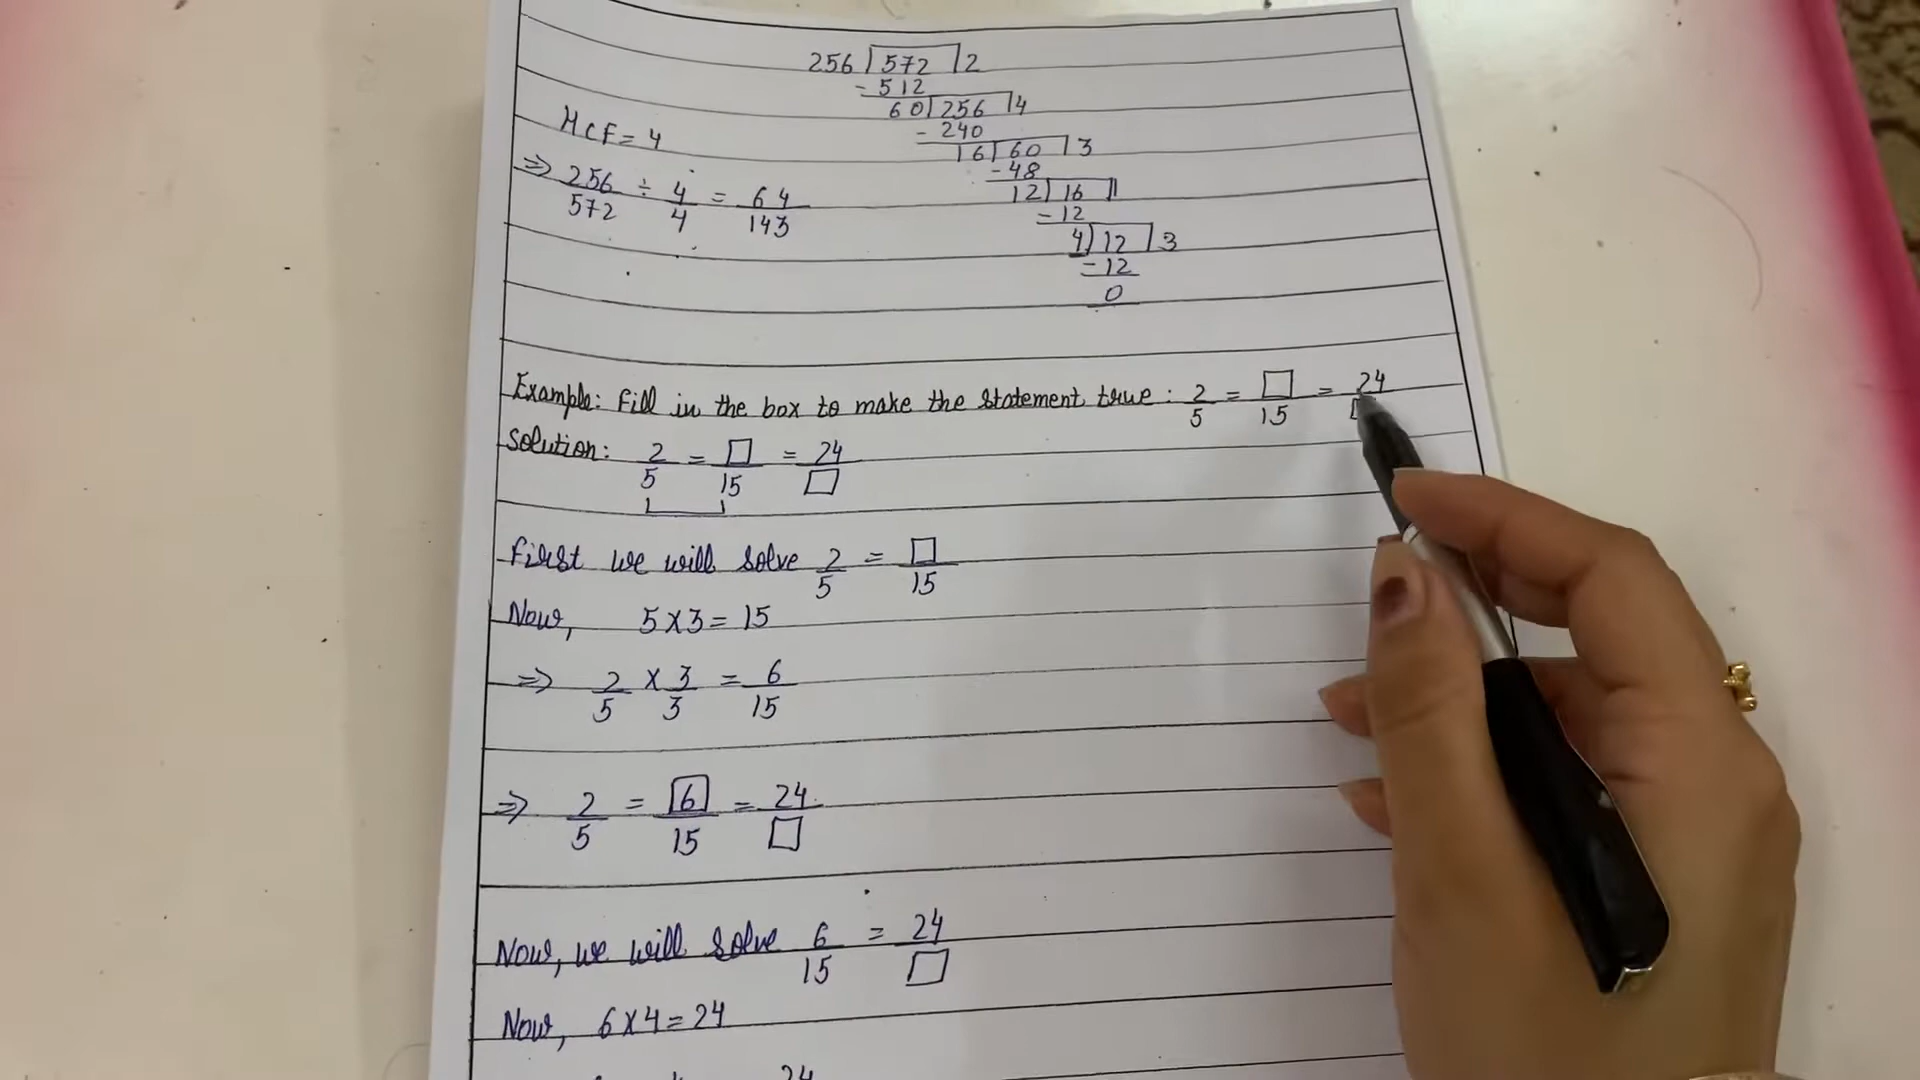 256 ) 572 ( 2
- 512
60 ) 256 ( 4
- 240
16 ) 60 ( 3
- 48
12 ) 16 ( 1
- 12
4 ) 12 ( 3
- 12
0
HCF = 4
⇒ 256/572 ÷ 4/4 = 64/143
Example: Fill in the box to make the statement true: 2/5 = □/15 = 24/□
Solution: 2/5 = □/15 = 24/□
First we will solve 2/5 = □/15
Now, 5 × 3 = 15
⇒ 2/5 × 3/3 = 6/15
⇒ 2/5 = 6/15 = 24/□
Now, we will solve 6/15 = 24/□
Now, 6 × 4 = 24
24